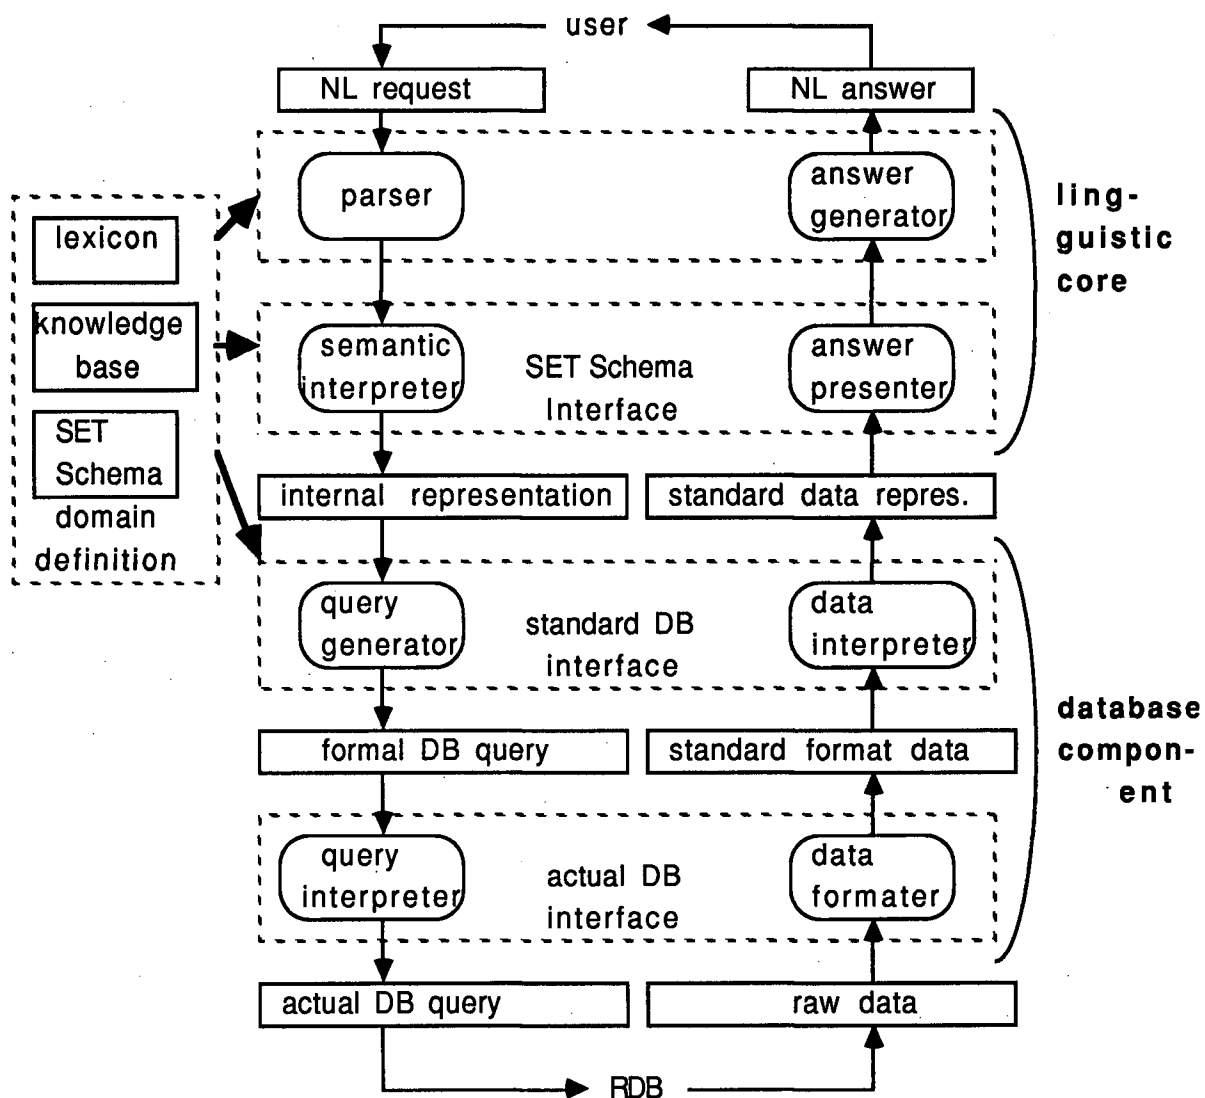 user
NL request
NL answer
parser
answer
generator
ling-
guistic
core
lexicon
knowledge
base
SET
Schema
domain
definition
semantic
interpreter
SET Schema
Interface
answer
presenter
internal representation
standard data repres.
query
generator
standard DB
interface
data
interpreter
database
compon-
ent
formal DB query
standard format data
query
interpreter
actual DB
interface
data
formater
actual DB query
raw data
RDB